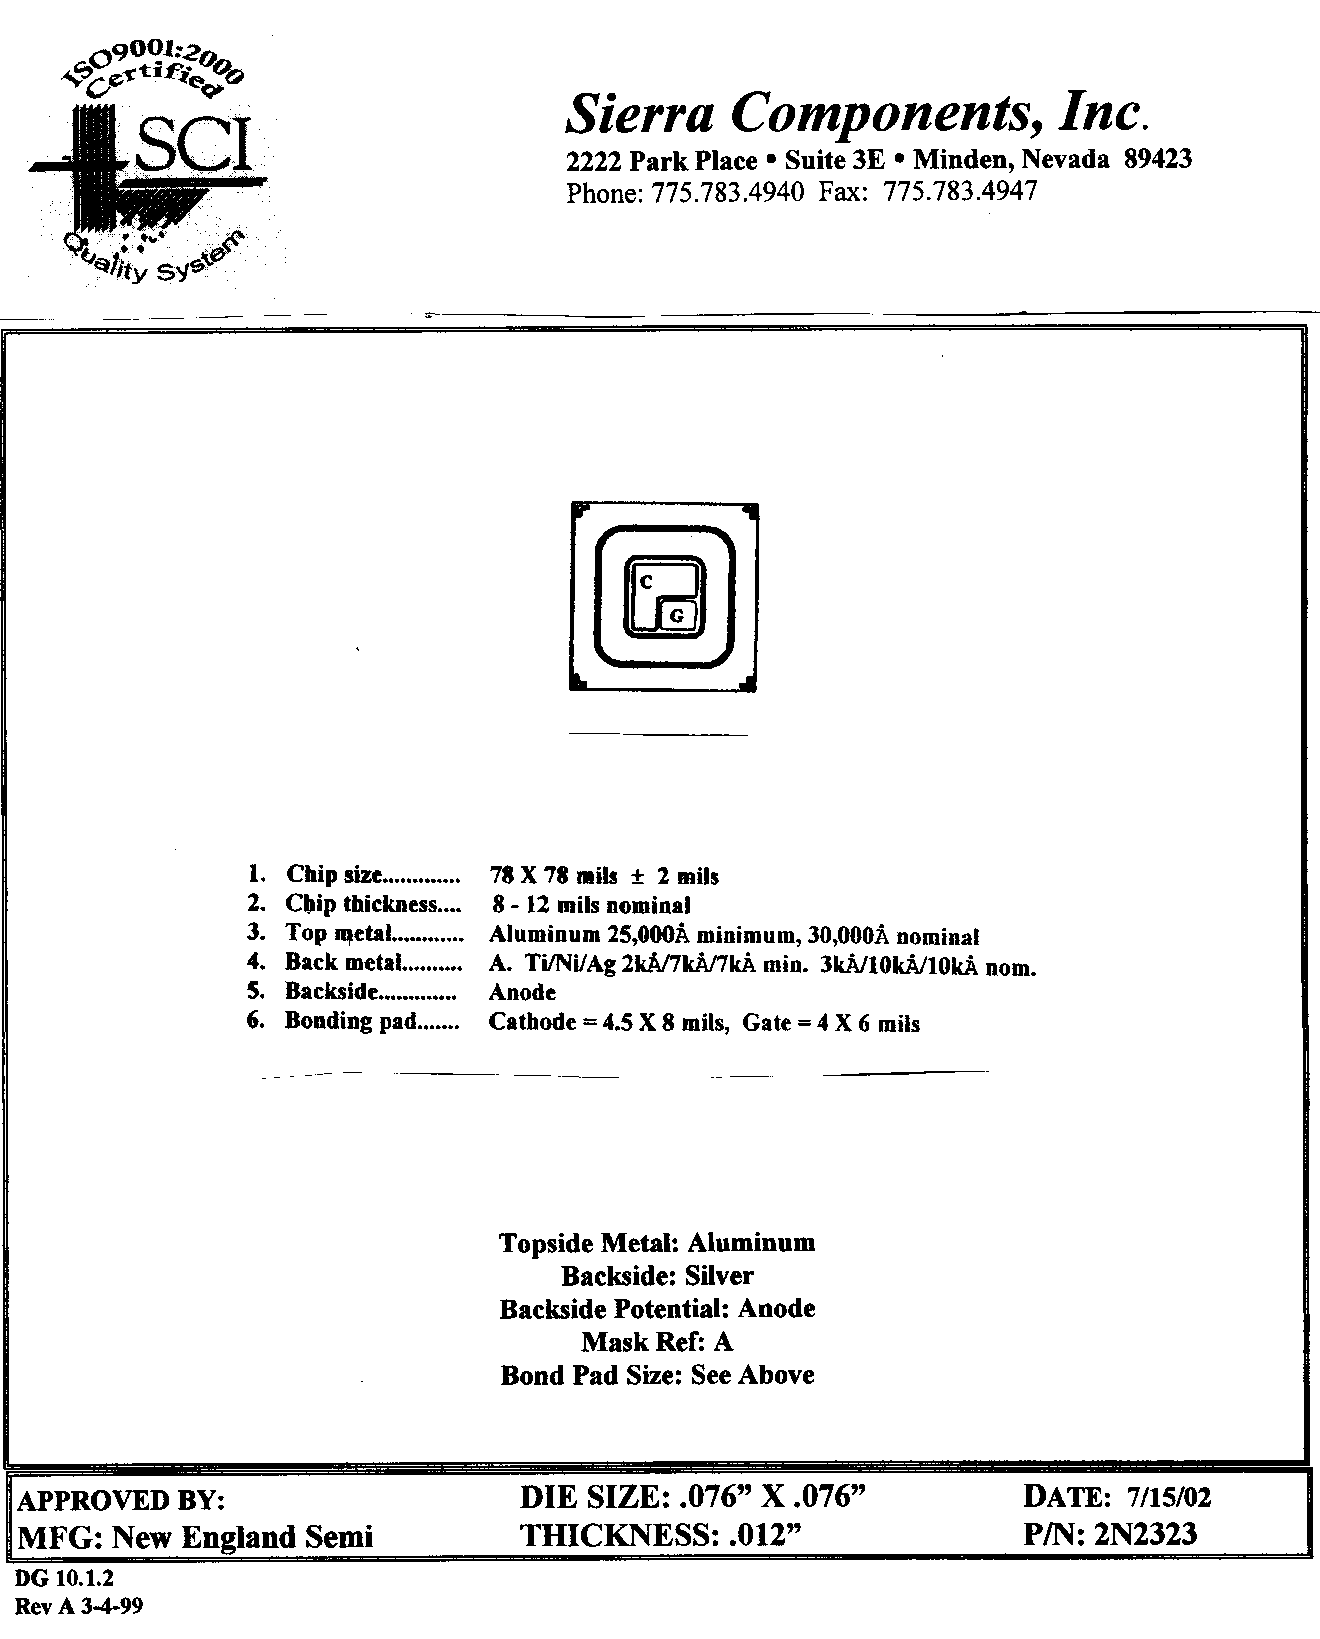 ISO9001:2000
Certified
SCI
Quality System
Sierra Components, Inc.
2222 Park Place • Suite 3E • Minden, Nevada 89423
Phone: 775.783.4940 Fax: 775.783.4947
C
G
1. Chip size............. 78 X 78 mils ± 2 mils
2. Chip thickness.... 8 - 12 mils nominal
3. Top metal............ Aluminum 25,000Å minimum, 30,000Å nominal
4. Back metal.......... A. Ti/Ni/Ag 2kÅ/7kÅ/7kÅ min. 3kÅ/10kÅ/10kÅ nom.
5. Backside............. Anode
6. Bonding pad....... Cathode = 4.5 X 8 mils, Gate = 4 X 6 mils
Topside Metal: Aluminum
Backside: Silver
Backside Potential: Anode
Mask Ref: A
Bond Pad Size: See Above
APPROVED BY: DIE SIZE: .076” X .076” DATE: 7/15/02
MFG: New England Semi THICKNESS: .012” P/N: 2N2323
DG 10.1.2
Rev A 3-4-99